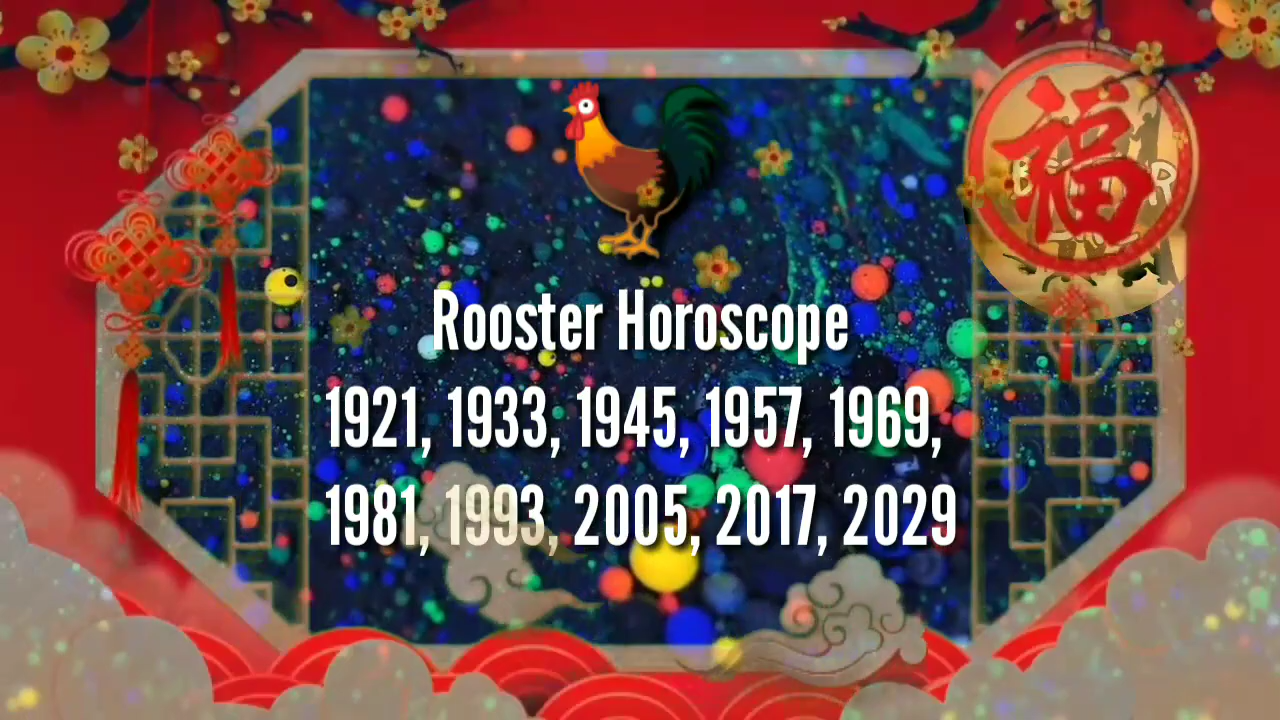 福
Rooster Horoscope
1921, 1933, 1945, 1957, 1969,
1981, 1993, 2005, 2017, 2029